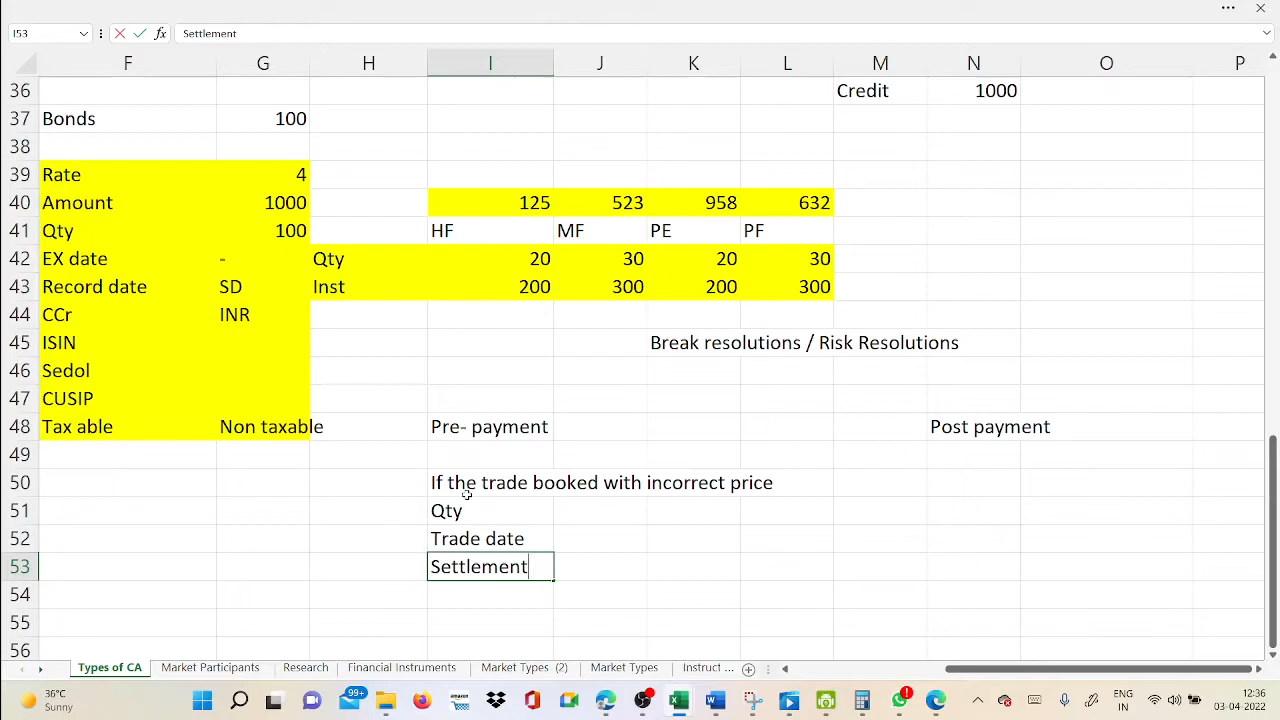 I53 fx Settlement
F G H I J K L M N O P
36 Credit 1000
37 Bonds 100
38
39 Rate 4
40 Amount 1000 125 523 958 632
41 Qty 100 HF MF PE PF
42 EX date - Qty 20 30 20 30
43 Record date SD Inst 200 300 200 300
44 CCr INR
45 ISIN Break resolutions / Risk Resolutions
46 Sedol
47 CUSIP
48 Tax able Non taxable Pre- payment Post payment
49
50 If the trade booked with incorrect price
51 Qty
52 Trade date
53 Settlement
54
55
56
Types of CA Market Participants Research Financial Instruments Market Types (2) Market Types Instruct ...
36°C
Sunny
99+
amazon
ENG
IN
12:36
03-04-2022